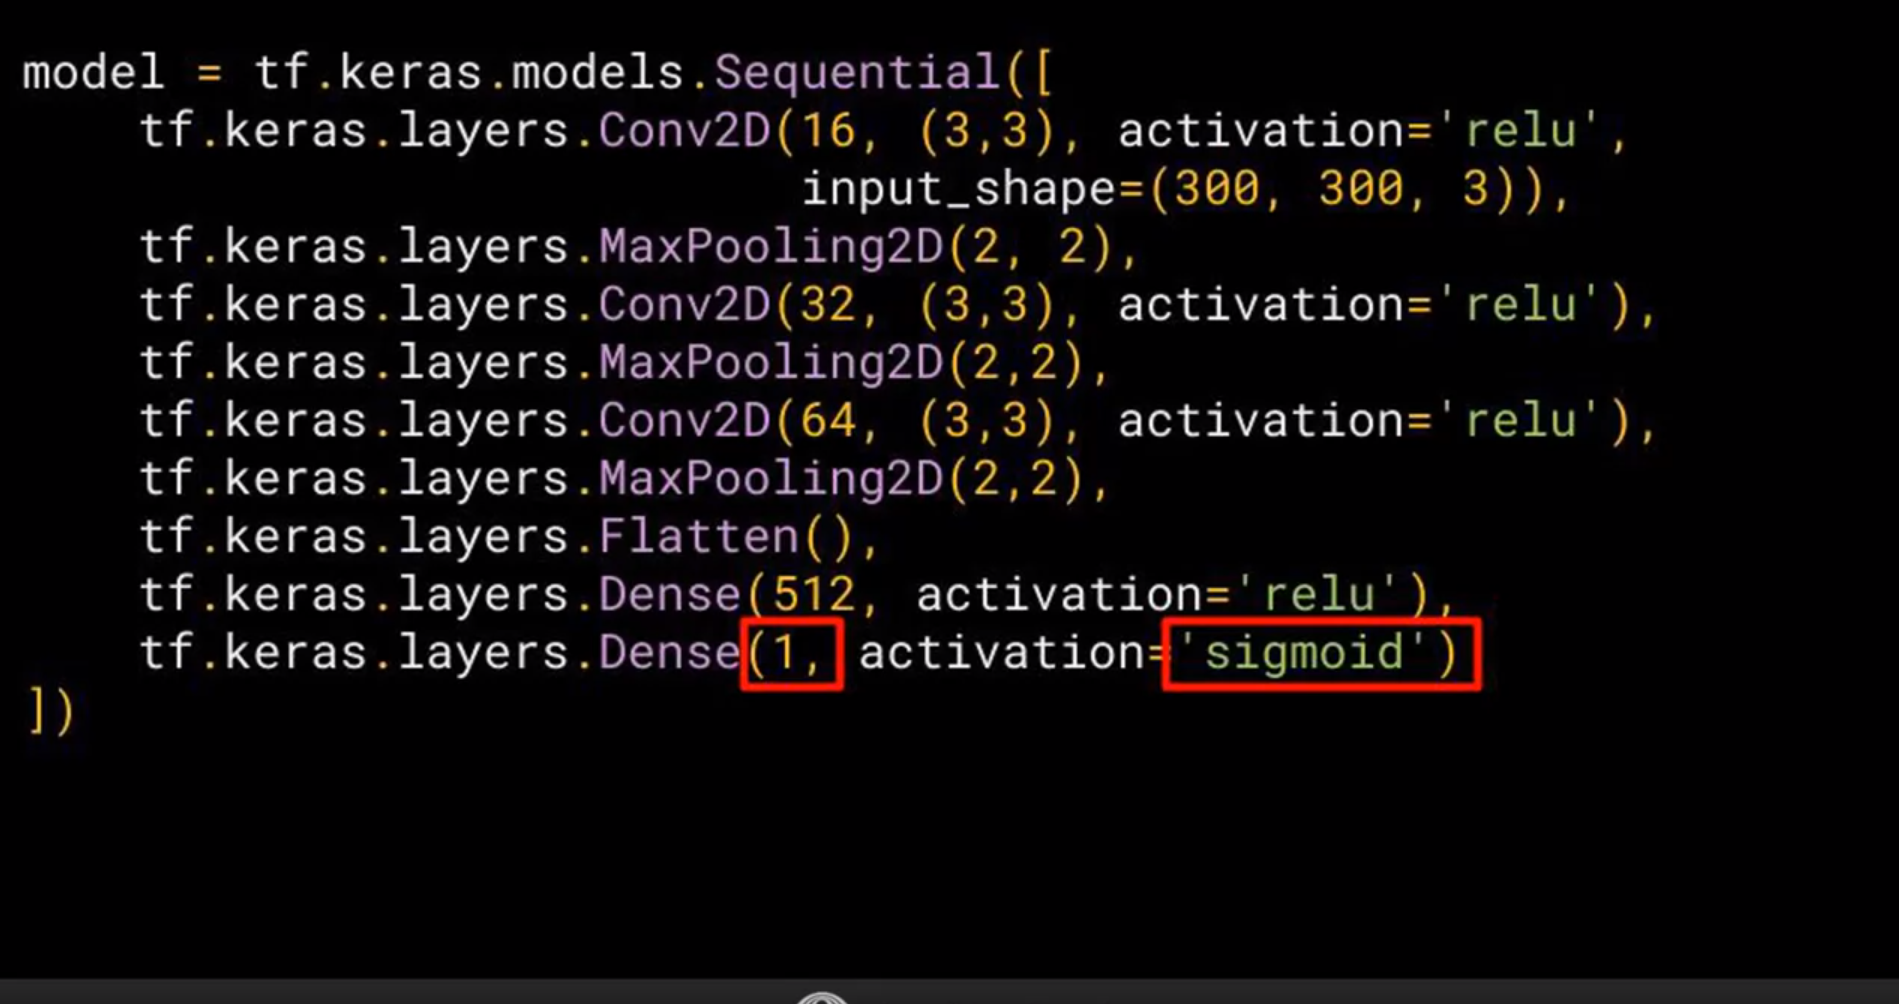 model = tf.keras.models.Sequential([
    tf.keras.layers.Conv2D(16, (3,3), activation='relu',
                           input_shape=(300, 300, 3)),
    tf.keras.layers.MaxPooling2D(2, 2),
    tf.keras.layers.Conv2D(32, (3,3), activation='relu'),
    tf.keras.layers.MaxPooling2D(2,2),
    tf.keras.layers.Conv2D(64, (3,3), activation='relu'),
    tf.keras.layers.MaxPooling2D(2,2),
    tf.keras.layers.Flatten(),
    tf.keras.layers.Dense(512, activation='relu'),
    tf.keras.layers.Dense(1, activation='sigmoid')
])